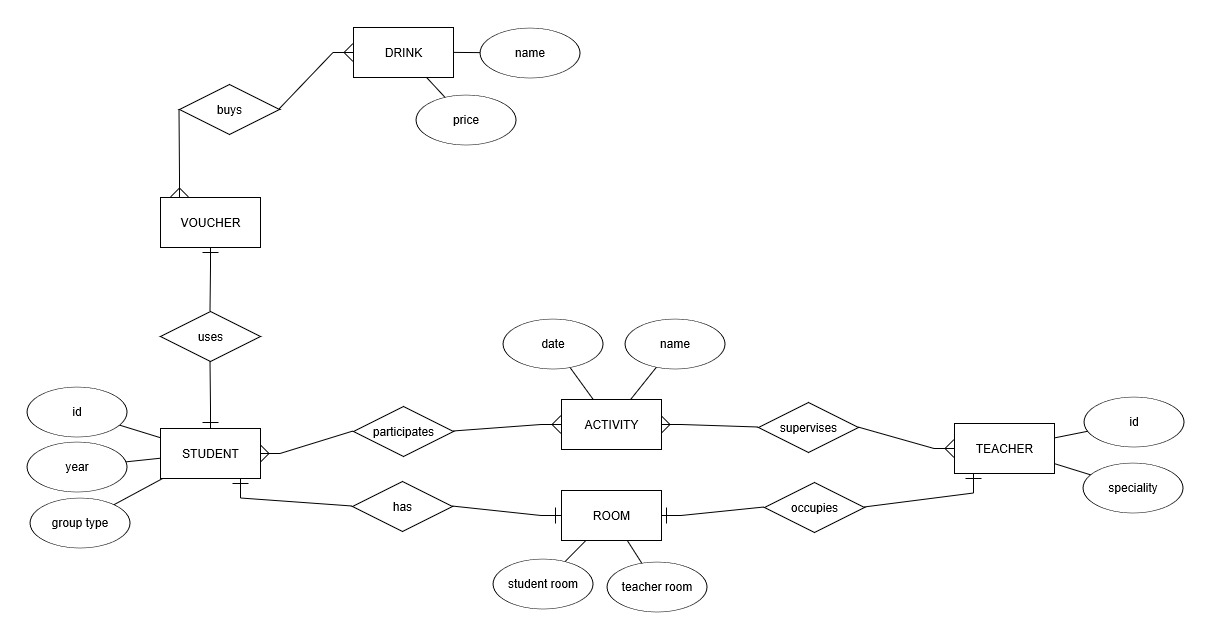 DRINK
name
price
buys
VOUCHER
uses
date
name
id
year
group type
STUDENT
participates
ACTIVITY
supervises
TEACHER
id
speciality
has
ROOM
occupies
student room
teacher room